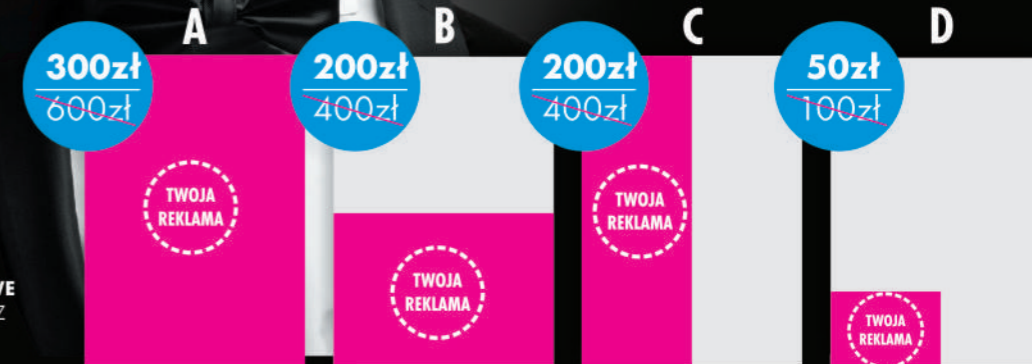 A
B
C
D
300zł
600zł
200zł
400zł
200zł
400zł
50zł
100zł
TWOJA
REKLAMA
TWOJA
REKLAMA
TWOJA
REKLAMA
TWOJA
REKLAMA